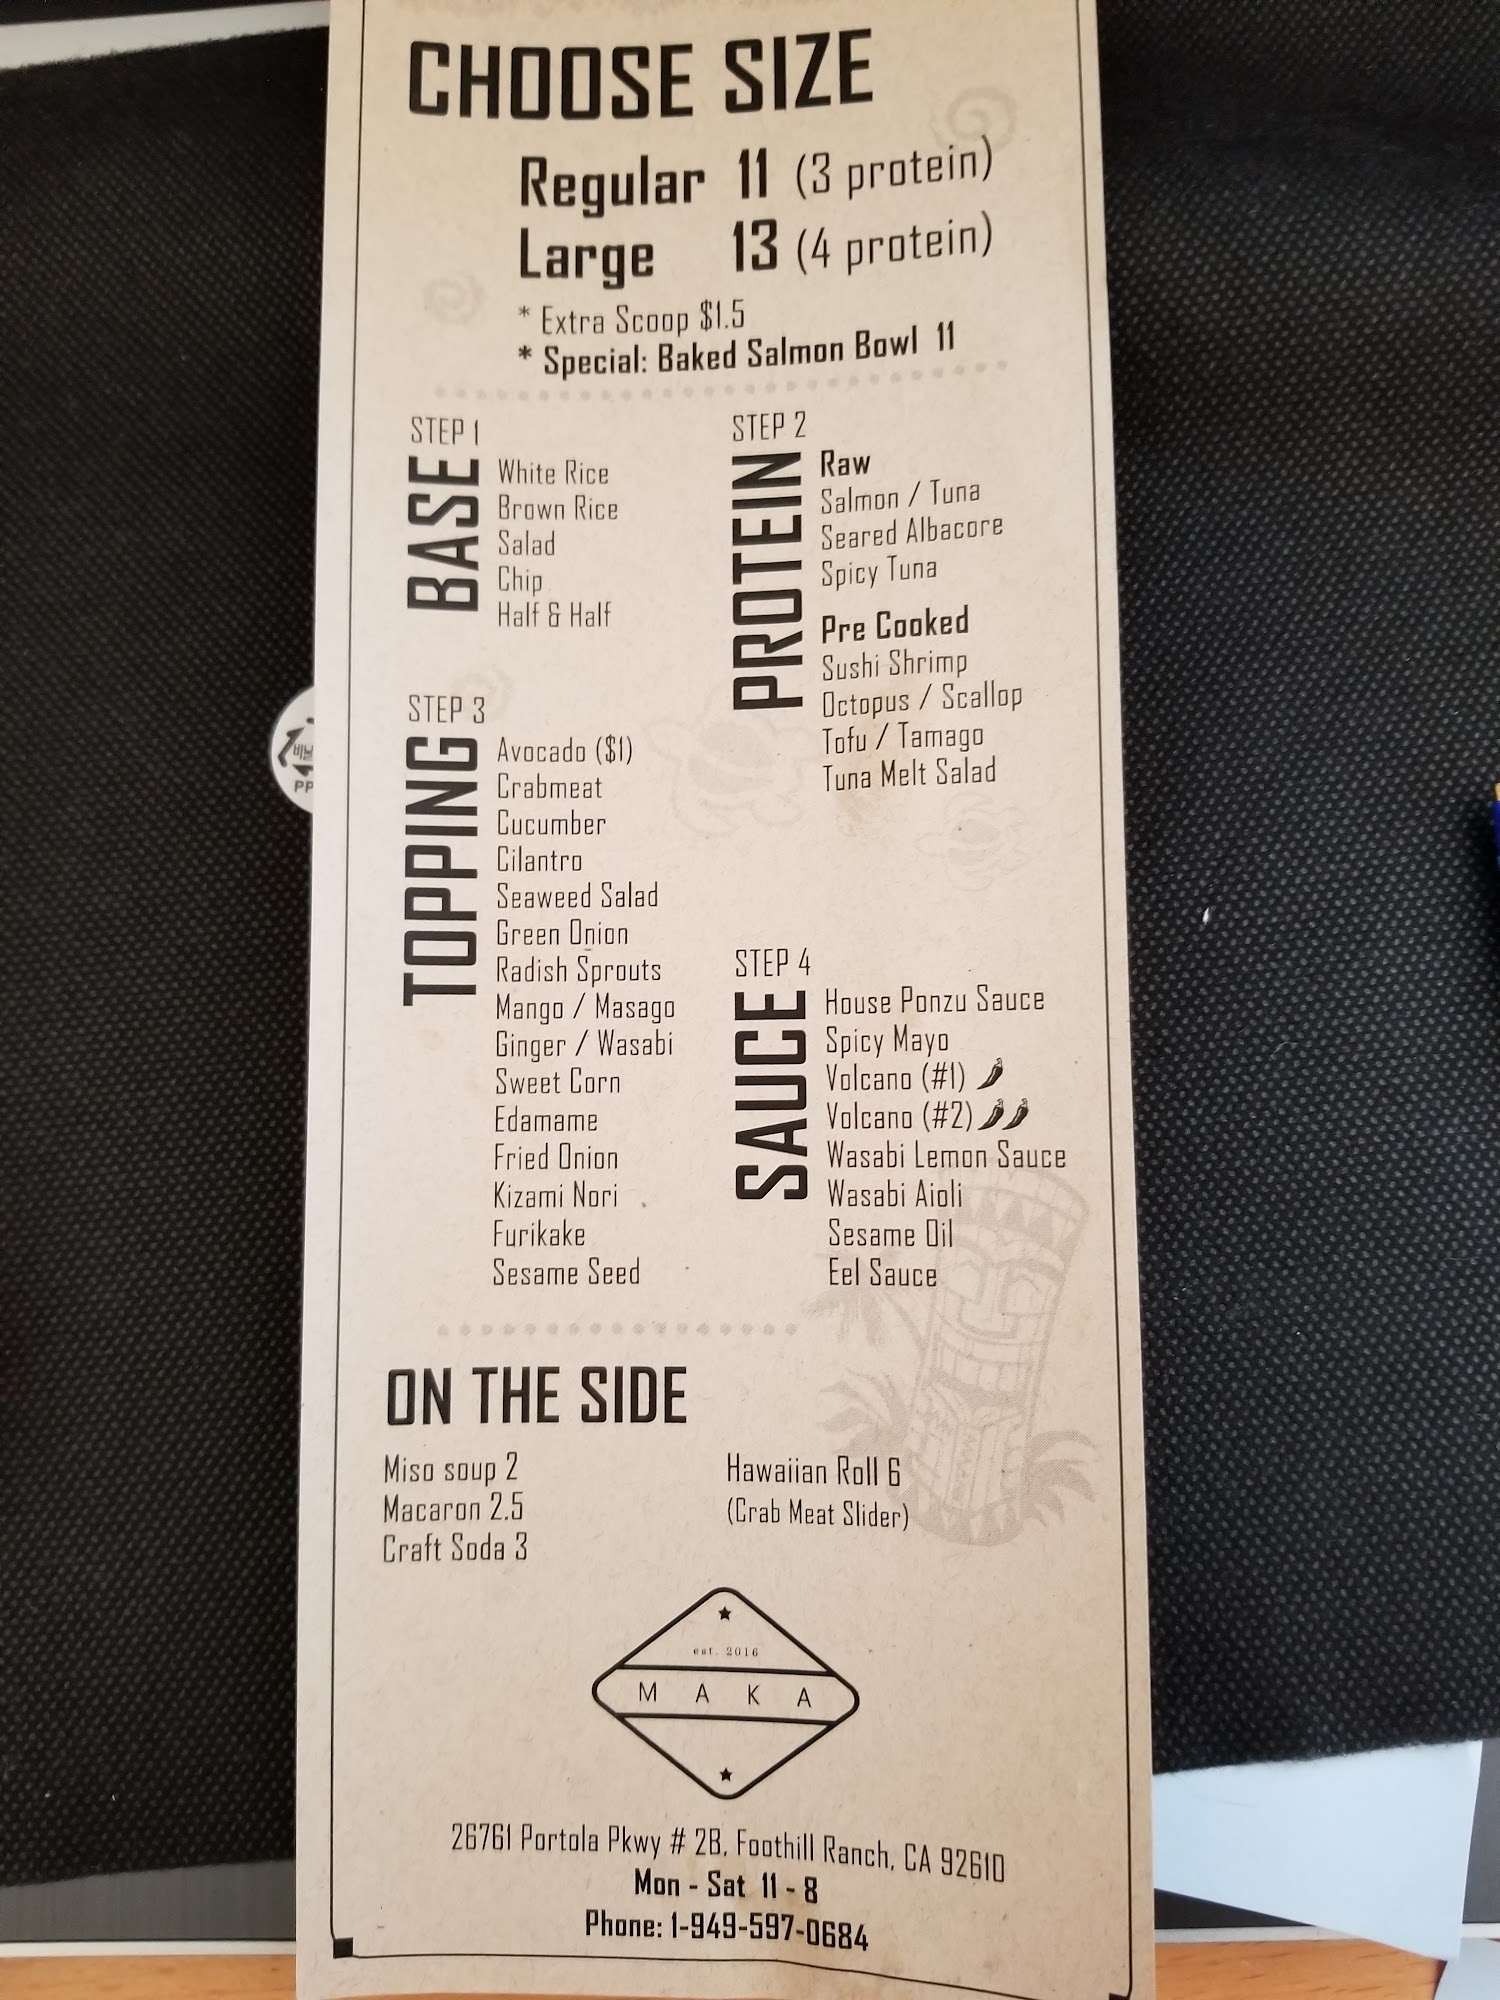 CHOOSE SIZE
Regular 11 (3 protein)
Large 13 (4 protein)
* Extra Scoop $1.5
* Special: Baked Salmon Bowl 11
STEP 1
BASE
White Rice
Brown Rice
Salad
Chip
Half & Half
STEP 2
PROTEIN
Raw
Salmon / Tuna
Seared Albacore
Spicy Tuna
Pre Cooked
Sushi Shrimp
Octopus / Scallop
Tofu / Tamago
Tuna Melt Salad
STEP 3
TOPPING
Avocado ($1)
Crabmeat
Cucumber
Cilantro
Seaweed Salad
Green Onion
Radish Sprouts
Mango / Masago
Ginger / Wasabi
Sweet Corn
Edamame
Fried Onion
Kizami Nori
Furikake
Sesame Seed
STEP 4
SAUCE
House Ponzu Sauce
Spicy Mayo
Volcano (#1)
Volcano (#2)
Wasabi Lemon Sauce
Wasabi Aioli
Sesame Oil
Eel Sauce
ON THE SIDE
Miso soup 2
Macaron 2.5
Craft Soda 3
Hawaiian Roll 6
(Crab Meat Slider)
est. 2016
MAKA
26761 Portola Pkwy # 2B, Foothill Ranch, CA 92610
Mon - Sat 11 - 8
Phone: 1-949-597-0684
비닐
PP